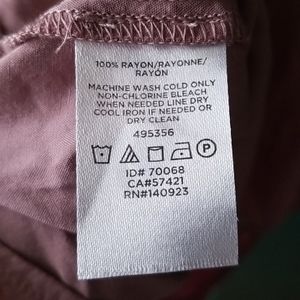 100% RAYON/RAYONNE/
RAYÓN
MACHINE WASH COLD ONLY
NON-CHLORINE BLEACH
WHEN NEEDED LINE DRY
COOL IRON IF NEEDED OR
DRY CLEAN
495356
P
ID# 70068
CA#57421
RN#140923